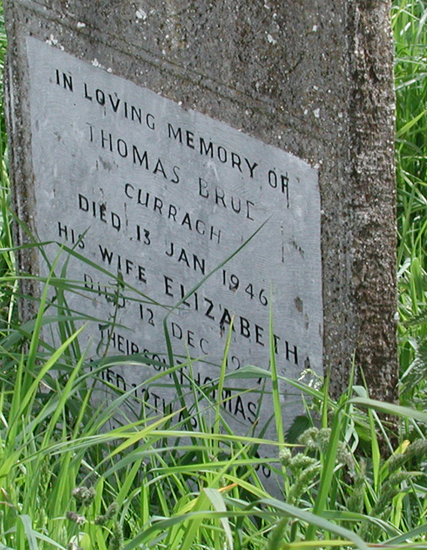 IN LOVING MEMORY OF
THOMAS BRUE
CURRAGH
DIED 13 JAN 1946
HIS WIFE ELIZABETH
DIED 12 DEC
THEIR SON THOMAS
DIED